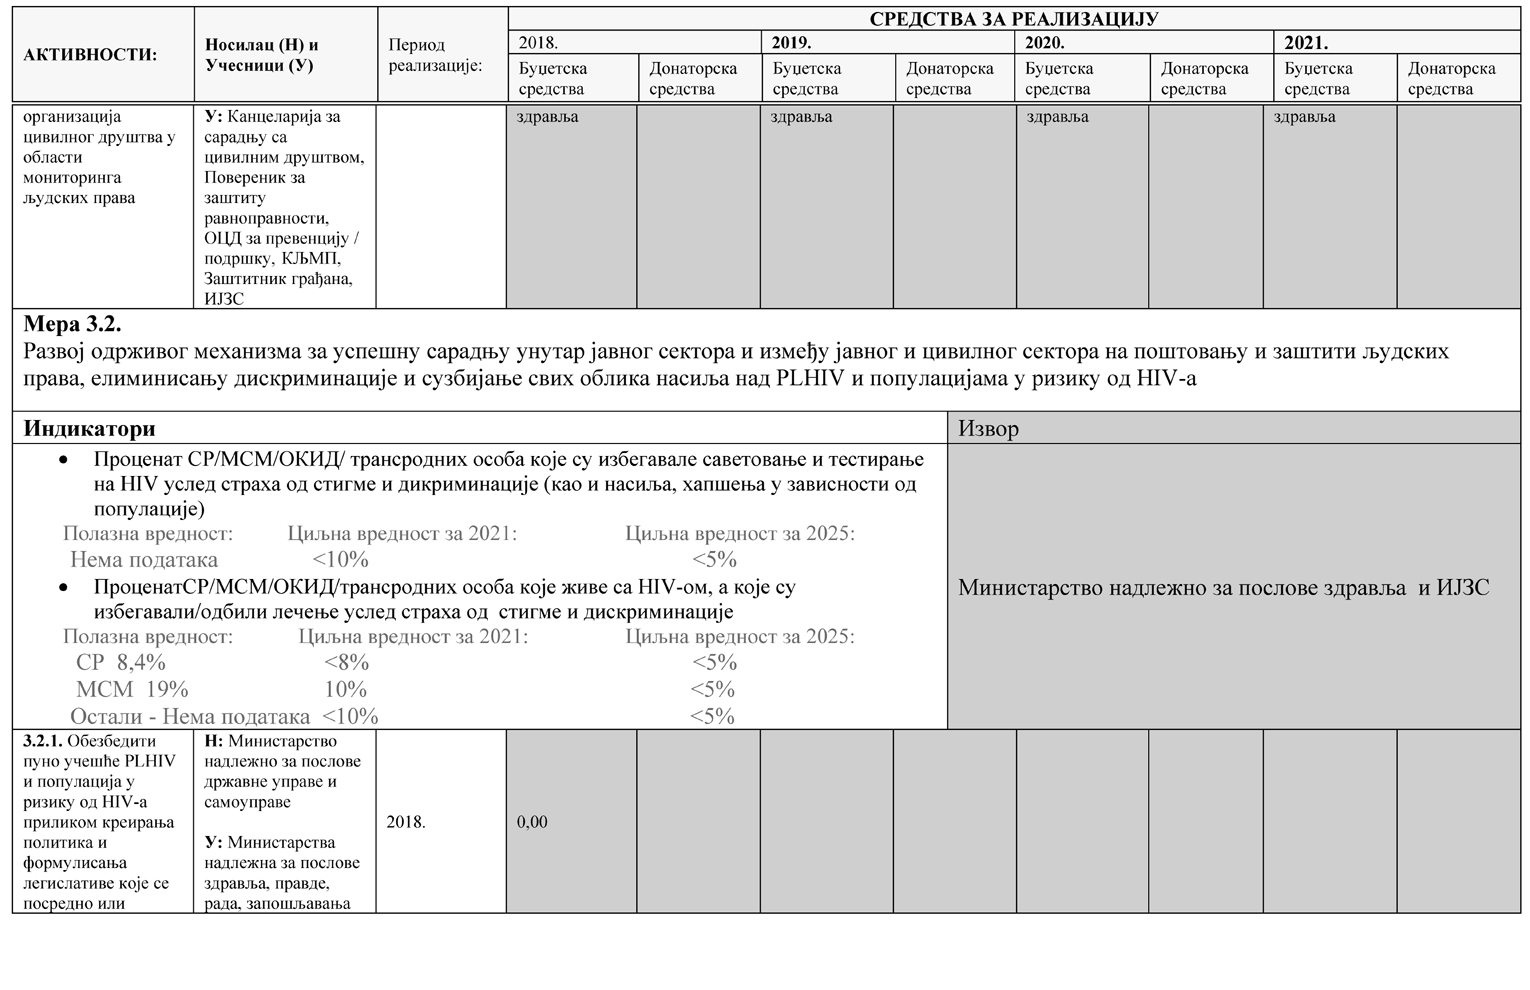 АКТИВНОСТИ:
Носилац (Н) и
Учесници (У)
Период
реализације:
СРЕДСТВА ЗА РЕАЛИЗАЦИЈУ
2018.
2019.
2020.
2021.
Буџетска
средства
Донаторска
средства
Буџетска
средства
Донаторска
средства
Буџетска
средства
Донаторска
средства
Буџетска
средства
Донаторска
средства
организација
цивилног друштва у
области
мониторинга
људских права
У: Канцеларија за
сарадњу са
цивилним друштвом,
Повереник за
заштиту
равноправности,
ОЦД за превенцију /
подршку, КЉМП,
Заштитник грађана,
ИЈЗС
здравља
здравља
здравља
здравља
Мера 3.2.
Развој одрживог механизма за успешну сарадњу унутар јавног сектора и између јавног и цивилног сектора на поштовању и заштити људских
права, елиминисању дискриминације и сузбијање свих облика насиља над PLHIV и популацијама у ризику од HIV-а
Индикатори
Извор
• Проценат СР/МСМ/ОКИД/ трансродних особа које су избегавале саветовање и тестирање
на HIV услед страха од стигме и дикриминације (као и насиља, хапшења у зависности од
популације)
Полазна вредност: Циљна вредност за 2021: Циљна вредност за 2025:
Нема података <10% <5%
• ПроценатСР/МСМ/ОКИД/трансродних особа које живе са HIV-ом, а које су
избегавали/одбили лечење услед страха од стигме и дискриминације
Полазна вредност: Циљна вредност за 2021: Циљна вредност за 2025:
СР 8,4% <8% <5%
МСМ 19% 10% <5%
Остали - Нема података <10% <5%
Министарство надлежно за послове здравља и ИЈЗС
3.2.1. Обезбедити
пуно учешће PLHIV
и популација у
ризику од HIV-а
приликом креирања
политика и
формулисања
легислативе које се
посредно или
Н: Министарство
надлежно за послове
државне управе и
самоуправе
У: Министарства
надлежна за послове
здравља, правде,
рада, запошљавања
2018.
0,00